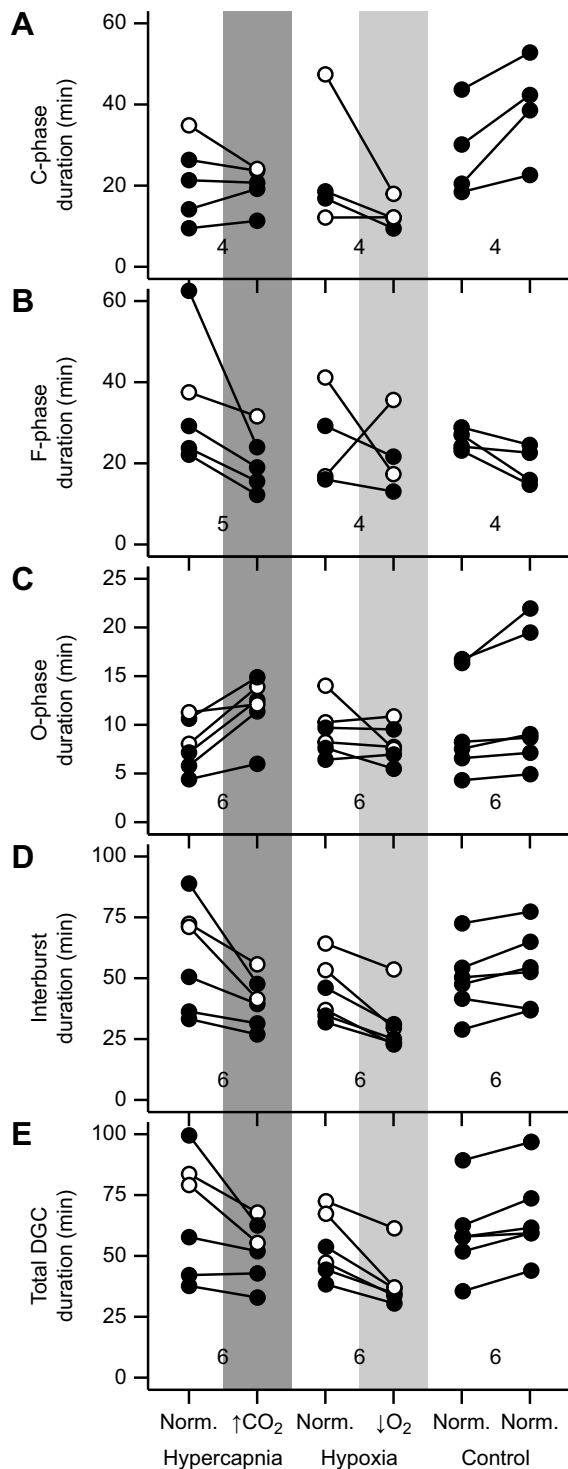 A
C-phase
duration (min)
60
40
20
0
4
4
4
B
F-phase
duration (min)
60
40
20
0
5
4
4
C
O-phase
duration (min)
25
20
15
10
5
0
6
6
6
D
Interburst
duration (min)
100
75
50
25
0
6
6
6
E
Total DGC
duration (min)
100
75
50
25
0
6
6
6
Norm. ↑CO₂ Norm. ↓O₂ Norm. Norm.
Hypercapnia Hypoxia Control